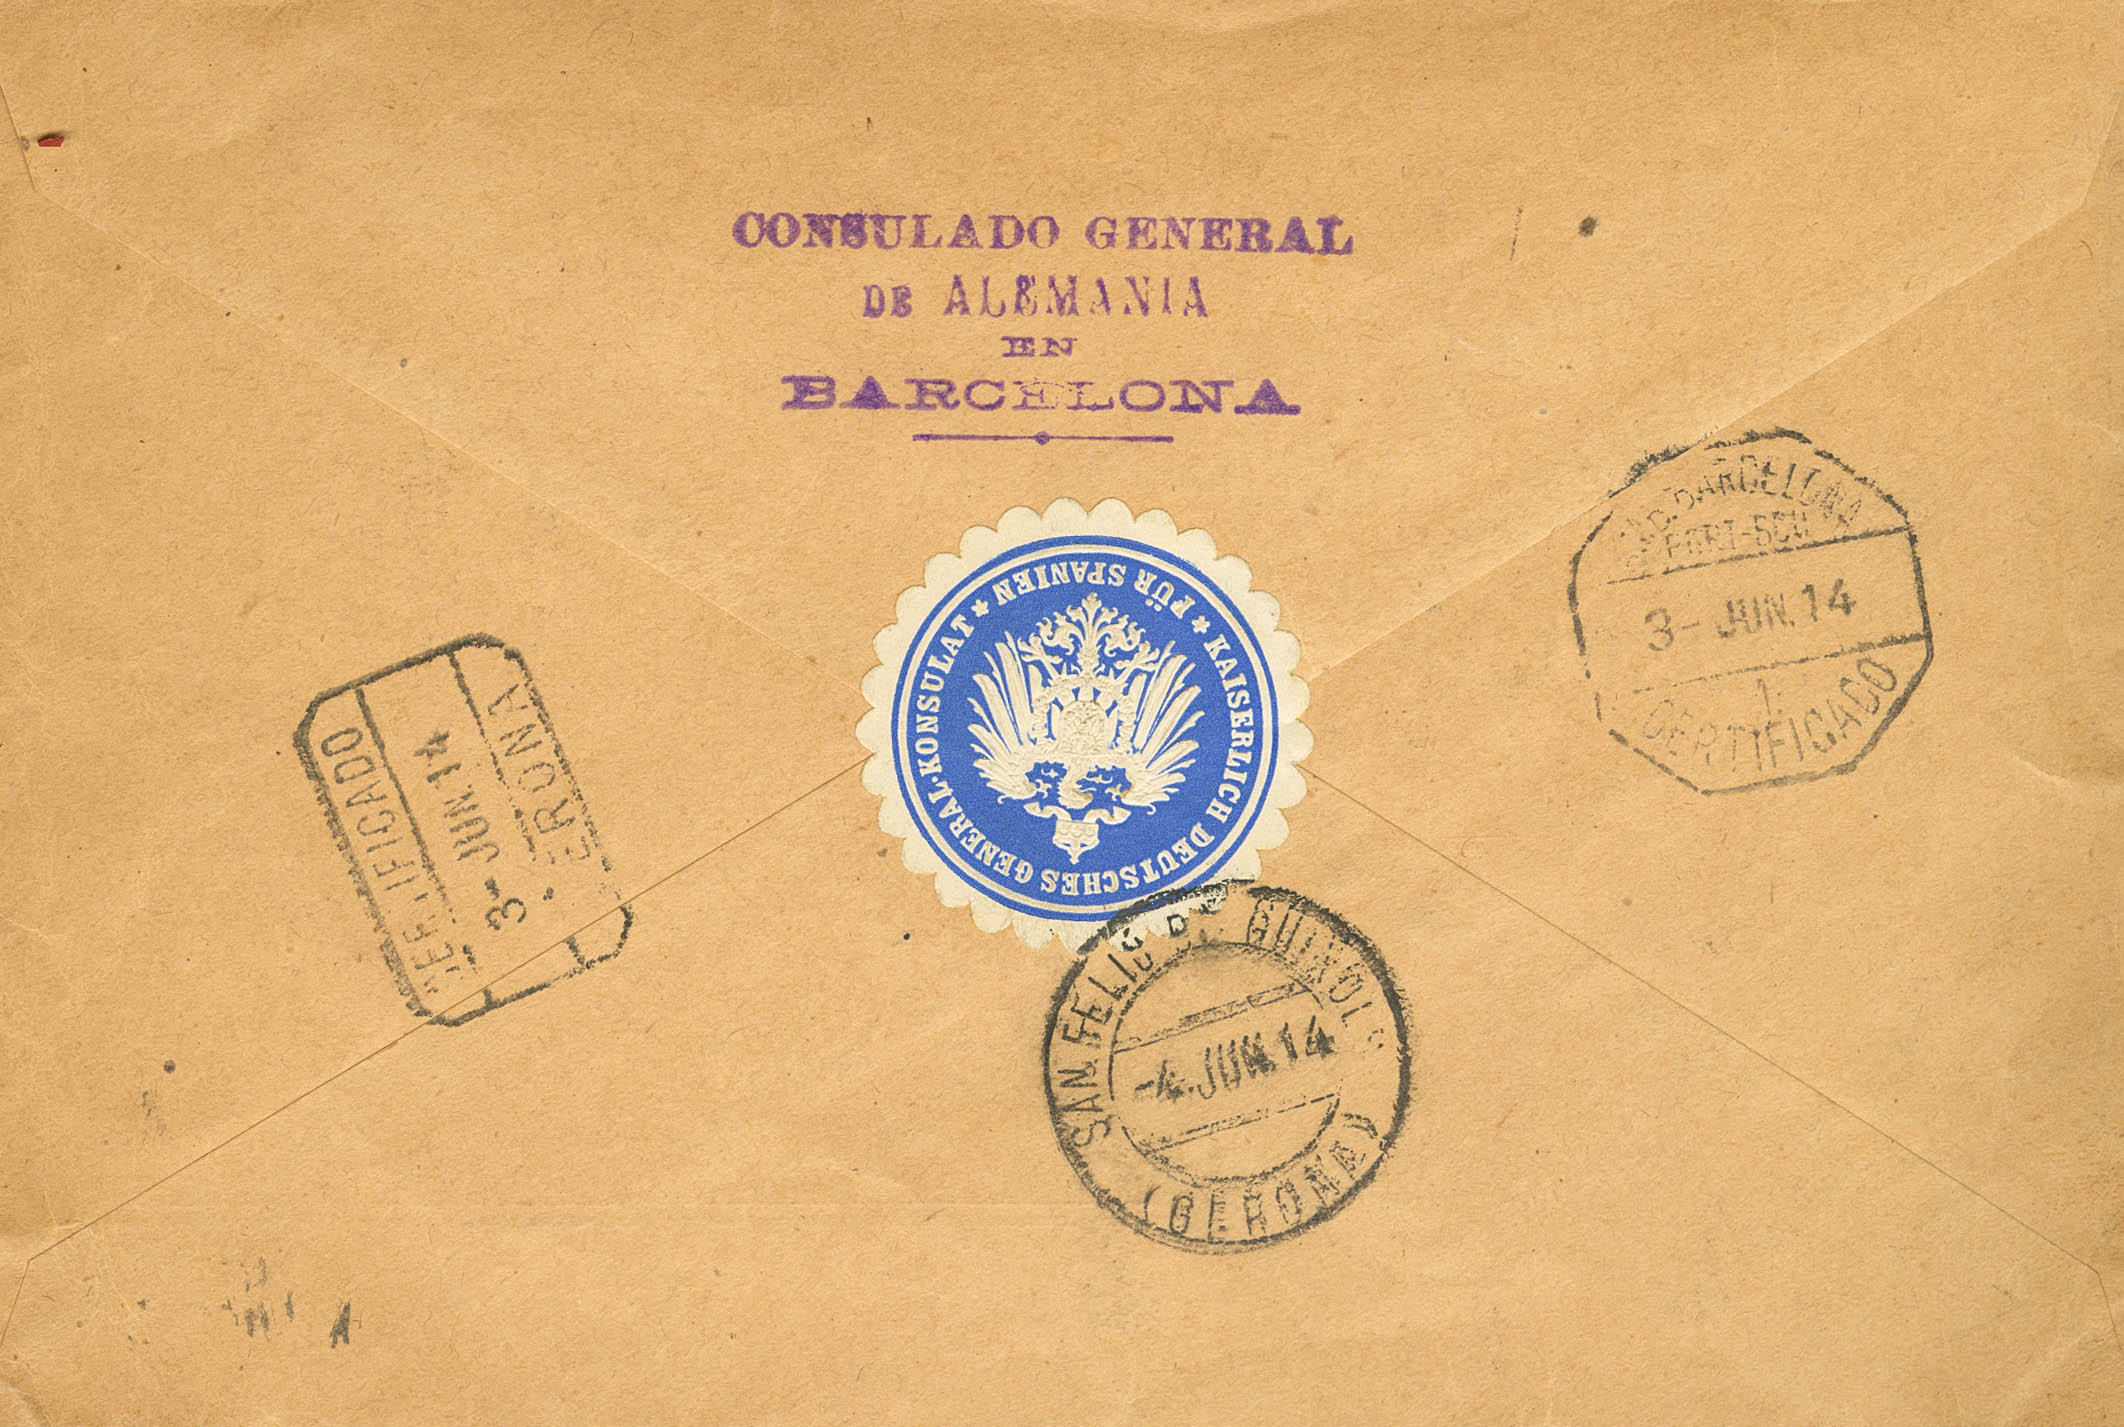 CONSULADO GENERAL
DE ALEMANIA
EN
BARCELONA
BARCELONA
3- JUN.14
1.
CERTIFICADO
★ KAISERLICH DEUTSCHES GENERAL-KONSULAT ★ FÜR SPANIEN
CERTIFICADO
3- JUN.14
GERONA
SAN FELIU DE GUIXOLS
-4.JUN.14
(GERONA)